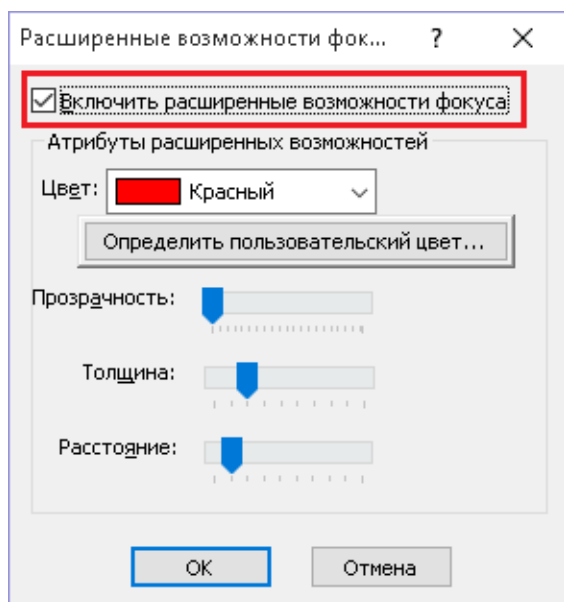 Расширенные возможности фок... ?
Включить расширенные возможности фокуса
Атрибуты расширенных возможностей
Цвет: Красный
Определить пользовательский цвет...
Прозрачность:
Толщина:
Расстояние:
OK Отмена